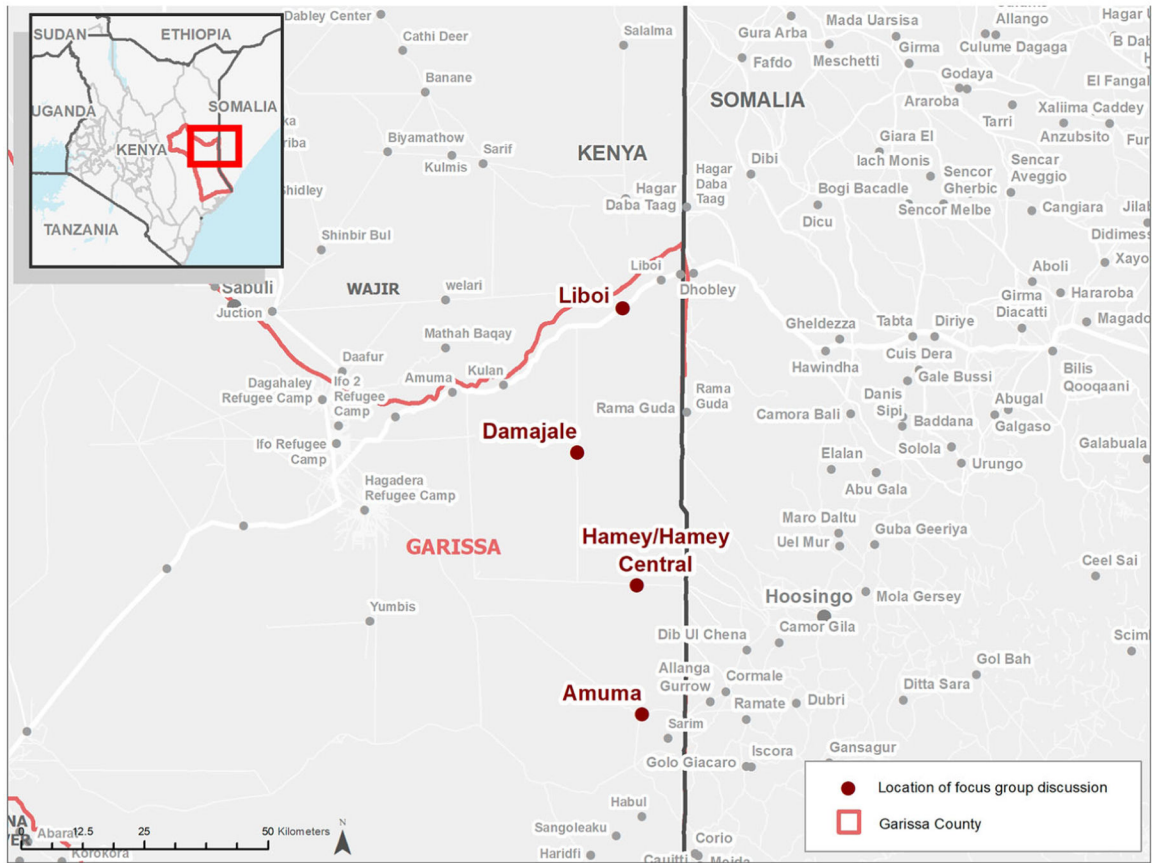 SUDAN
ETHIOPIA
UGANDA
SOMALIA
KENYA
TANZANIA
Dabley Center
Cathi Deer
Banane
Biyamathow
Kulmis
Sarif
Shinbir Bul
WAJIR
welari
Mathah Baqay
Sabuli
Juction
Daafur
Dagahaley
Refugee Camp
Ifo 2
Refugee
Camp
Ifo Refugee
Camp
Hagadera
Refugee Camp
Amuma
Kulan
Salalma
KENYA
SOMALIA
Hagar
Daba Taag
Hagar
Daba
Taag
Liboi
Liboi
Dhobley
Damajale
Rama Guda
Rama
Guda
GARISSA
Hamey/Hamey
Central
Yumbis
Amuma
Dib Ul Chena
Allanga
Gurrow
Cormale
Ramate
Sarim
Golo Giacaro
Iscora
Habul
Sangoleaku
Haridfi
Cauitti
Corio
Gura Arba
Fafdo
Mada Uarsisa
Meschetti
Girma
Allango
Culume Dagaga
Godaya
Araroba
Tarri
Hagar
El Fangal
Xaliima Caddey
Anzubsito
Dibi
Giara El
Iach Monis
Bogi Bacadle
Dicu
Sencor
Gherbic
Sencor Melbe
Sencar
Aveggio
Cangiara
Aboli
Girma
Diacatti
Hararoba
Gheldezza
Hawindha
Tabta
Diriye
Cuis Dera
Gale Bussi
Bilis
Qooqaani
Danis
Sipi
Camora Bali
Baddana
Abugal
Galgaso
Solola
Urungo
Galabuala
Elalan
Abu Gala
Maro Daltu
Uel Mur
Guba Geeriya
Ceel Sai
Hoosingo
Mola Gersey
Camor Gila
Gol Bah
Ditta Sara
Dubri
Gansagur
Abarat
Korokora
0 12.5 25 50 Kilometers
N
Location of focus group discussion
Garissa County